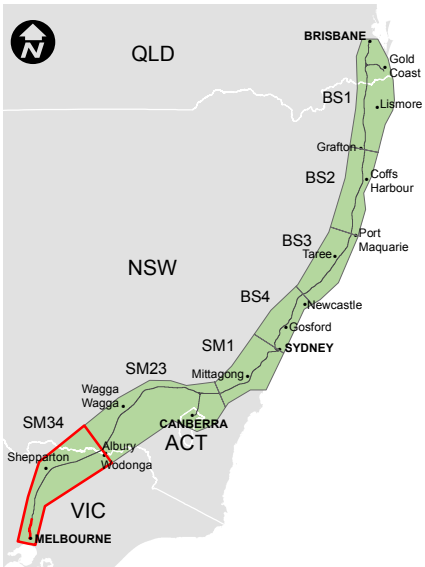 N
QLD
BRISBANE
Gold
Coast
BS1
Lismore
Grafton
BS2
Coffs
Harbour
BS3
Port
Maquarie
Taree
NSW
BS4
Newcastle
Gosford
SM1
SYDNEY
SM23
Mittagong
Wagga
Wagga
SM34
CANBERRA
ACT
Albury
Shepparton
Wodonga
VIC
MELBOURNE